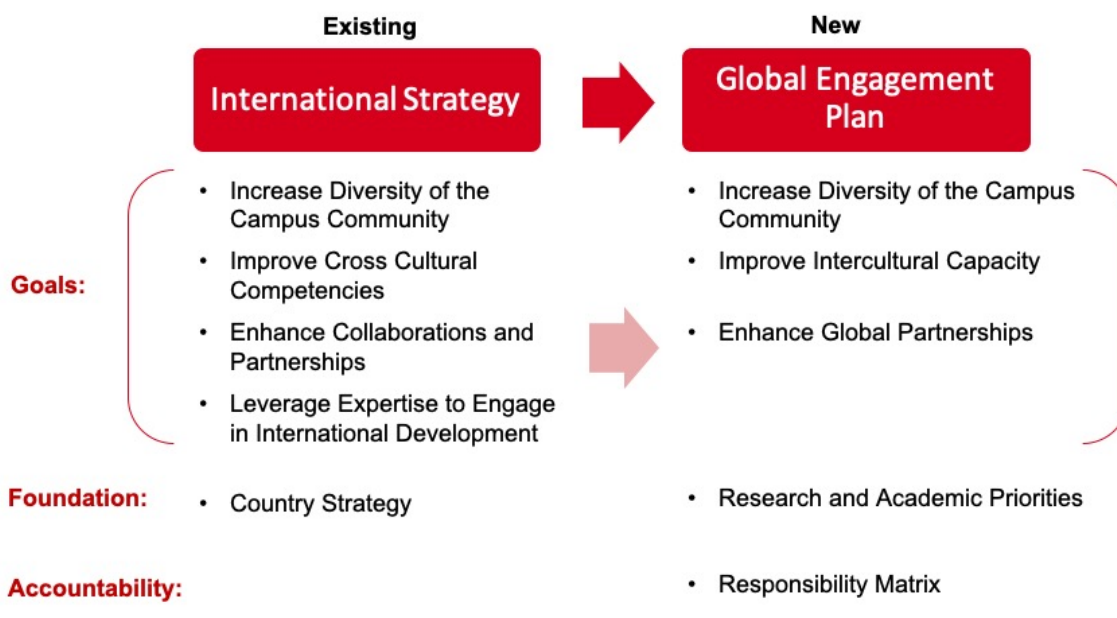 Existing
New
International Strategy
Global Engagement
Plan
Goals:
• Increase Diversity of the
Campus Community
• Improve Cross Cultural
Competencies
• Enhance Collaborations and
Partnerships
• Leverage Expertise to Engage
in International Development
• Increase Diversity of the Campus
Community
• Improve Intercultural Capacity
• Enhance Global Partnerships
Foundation:
• Country Strategy
• Research and Academic Priorities
Accountability:
• Responsibility Matrix